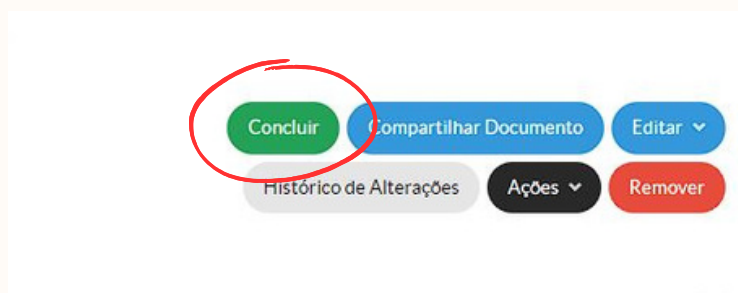 Concluir Compartilhar Documento Editar
Histórico de Alterações Ações Remover